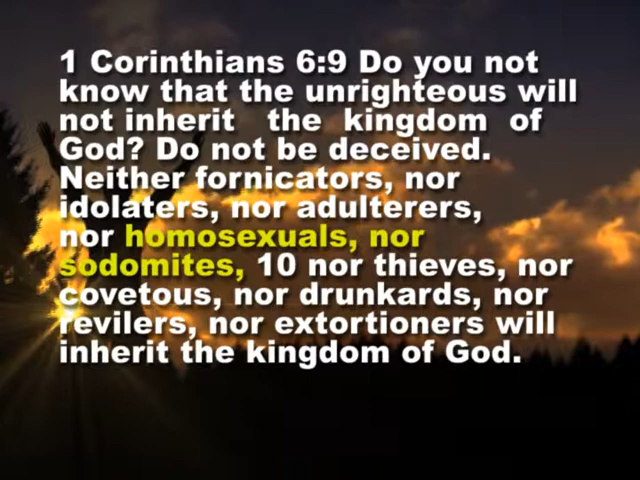 1 Corinthians 6:9 Do you not
know that the unrighteous will
not inherit the kingdom of
God? Do not be deceived.
Neither fornicators, nor
idolaters, nor adulterers,
nor homosexuals, nor
sodomites, 10 nor thieves, nor
covetous, nor drunkards, nor
revilers, nor extortioners will
inherit the kingdom of God.